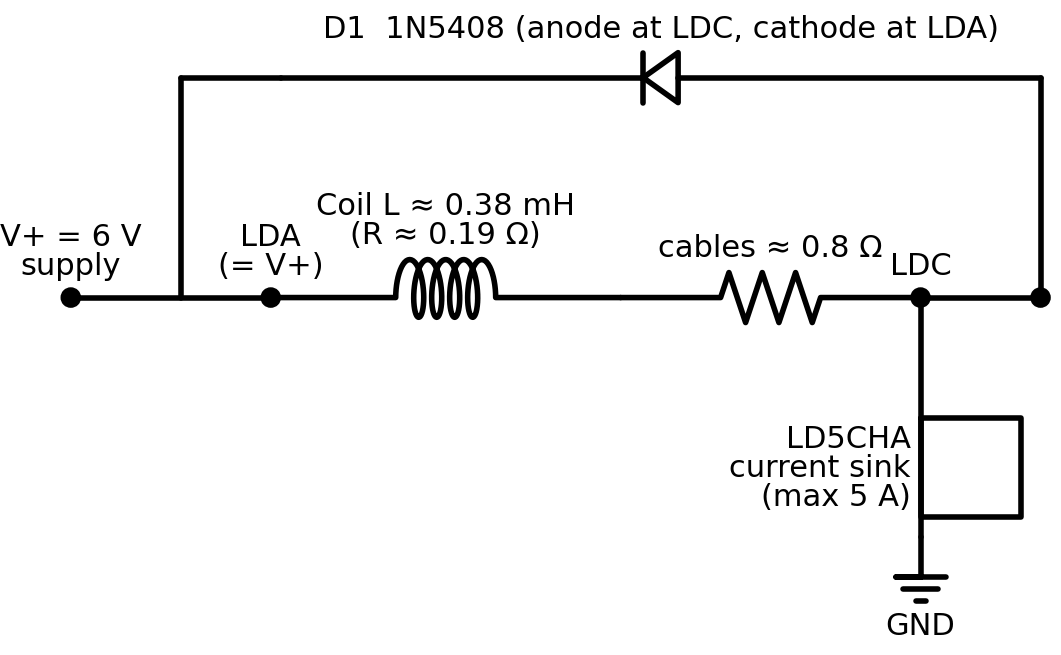 D1  1N5408 (anode at LDC, cathode at LDA)
Coil L ≈ 0.38 mH
(R ≈ 0.19 Ω)
V+ = 6 V
supply
LDA
(= V+)
cables ≈ 0.8 Ω
LDC
LD5CHA
current sink
(max 5 A)
GND